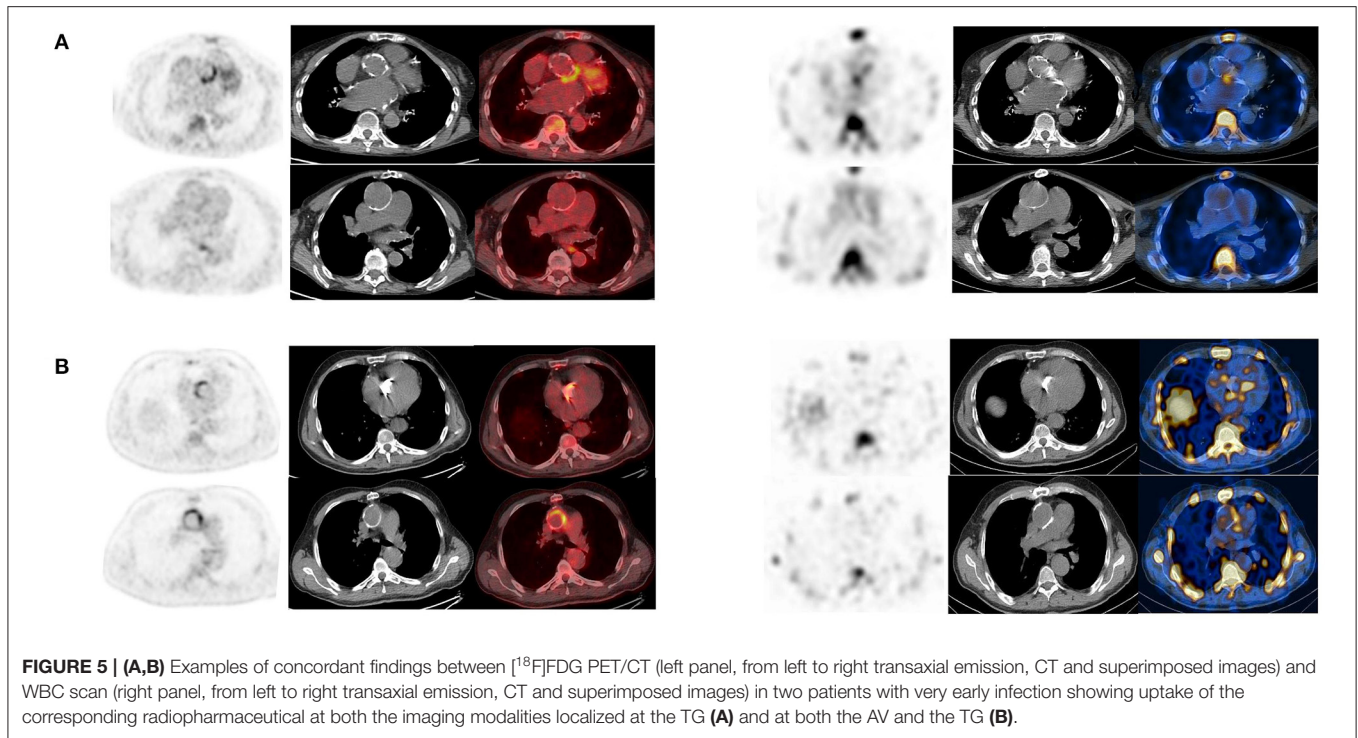 A
B
FIGURE 5 | (A,B) Examples of concordant findings between [¹⁸F]FDG PET/CT (left panel, from left to right transaxial emission, CT and superimposed images) and
WBC scan (right panel, from left to right transaxial emission, CT and superimposed images) in two patients with very early infection showing uptake of the
corresponding radiopharmaceutical at both the imaging modalities localized at the TG (A) and at both the AV and the TG (B).